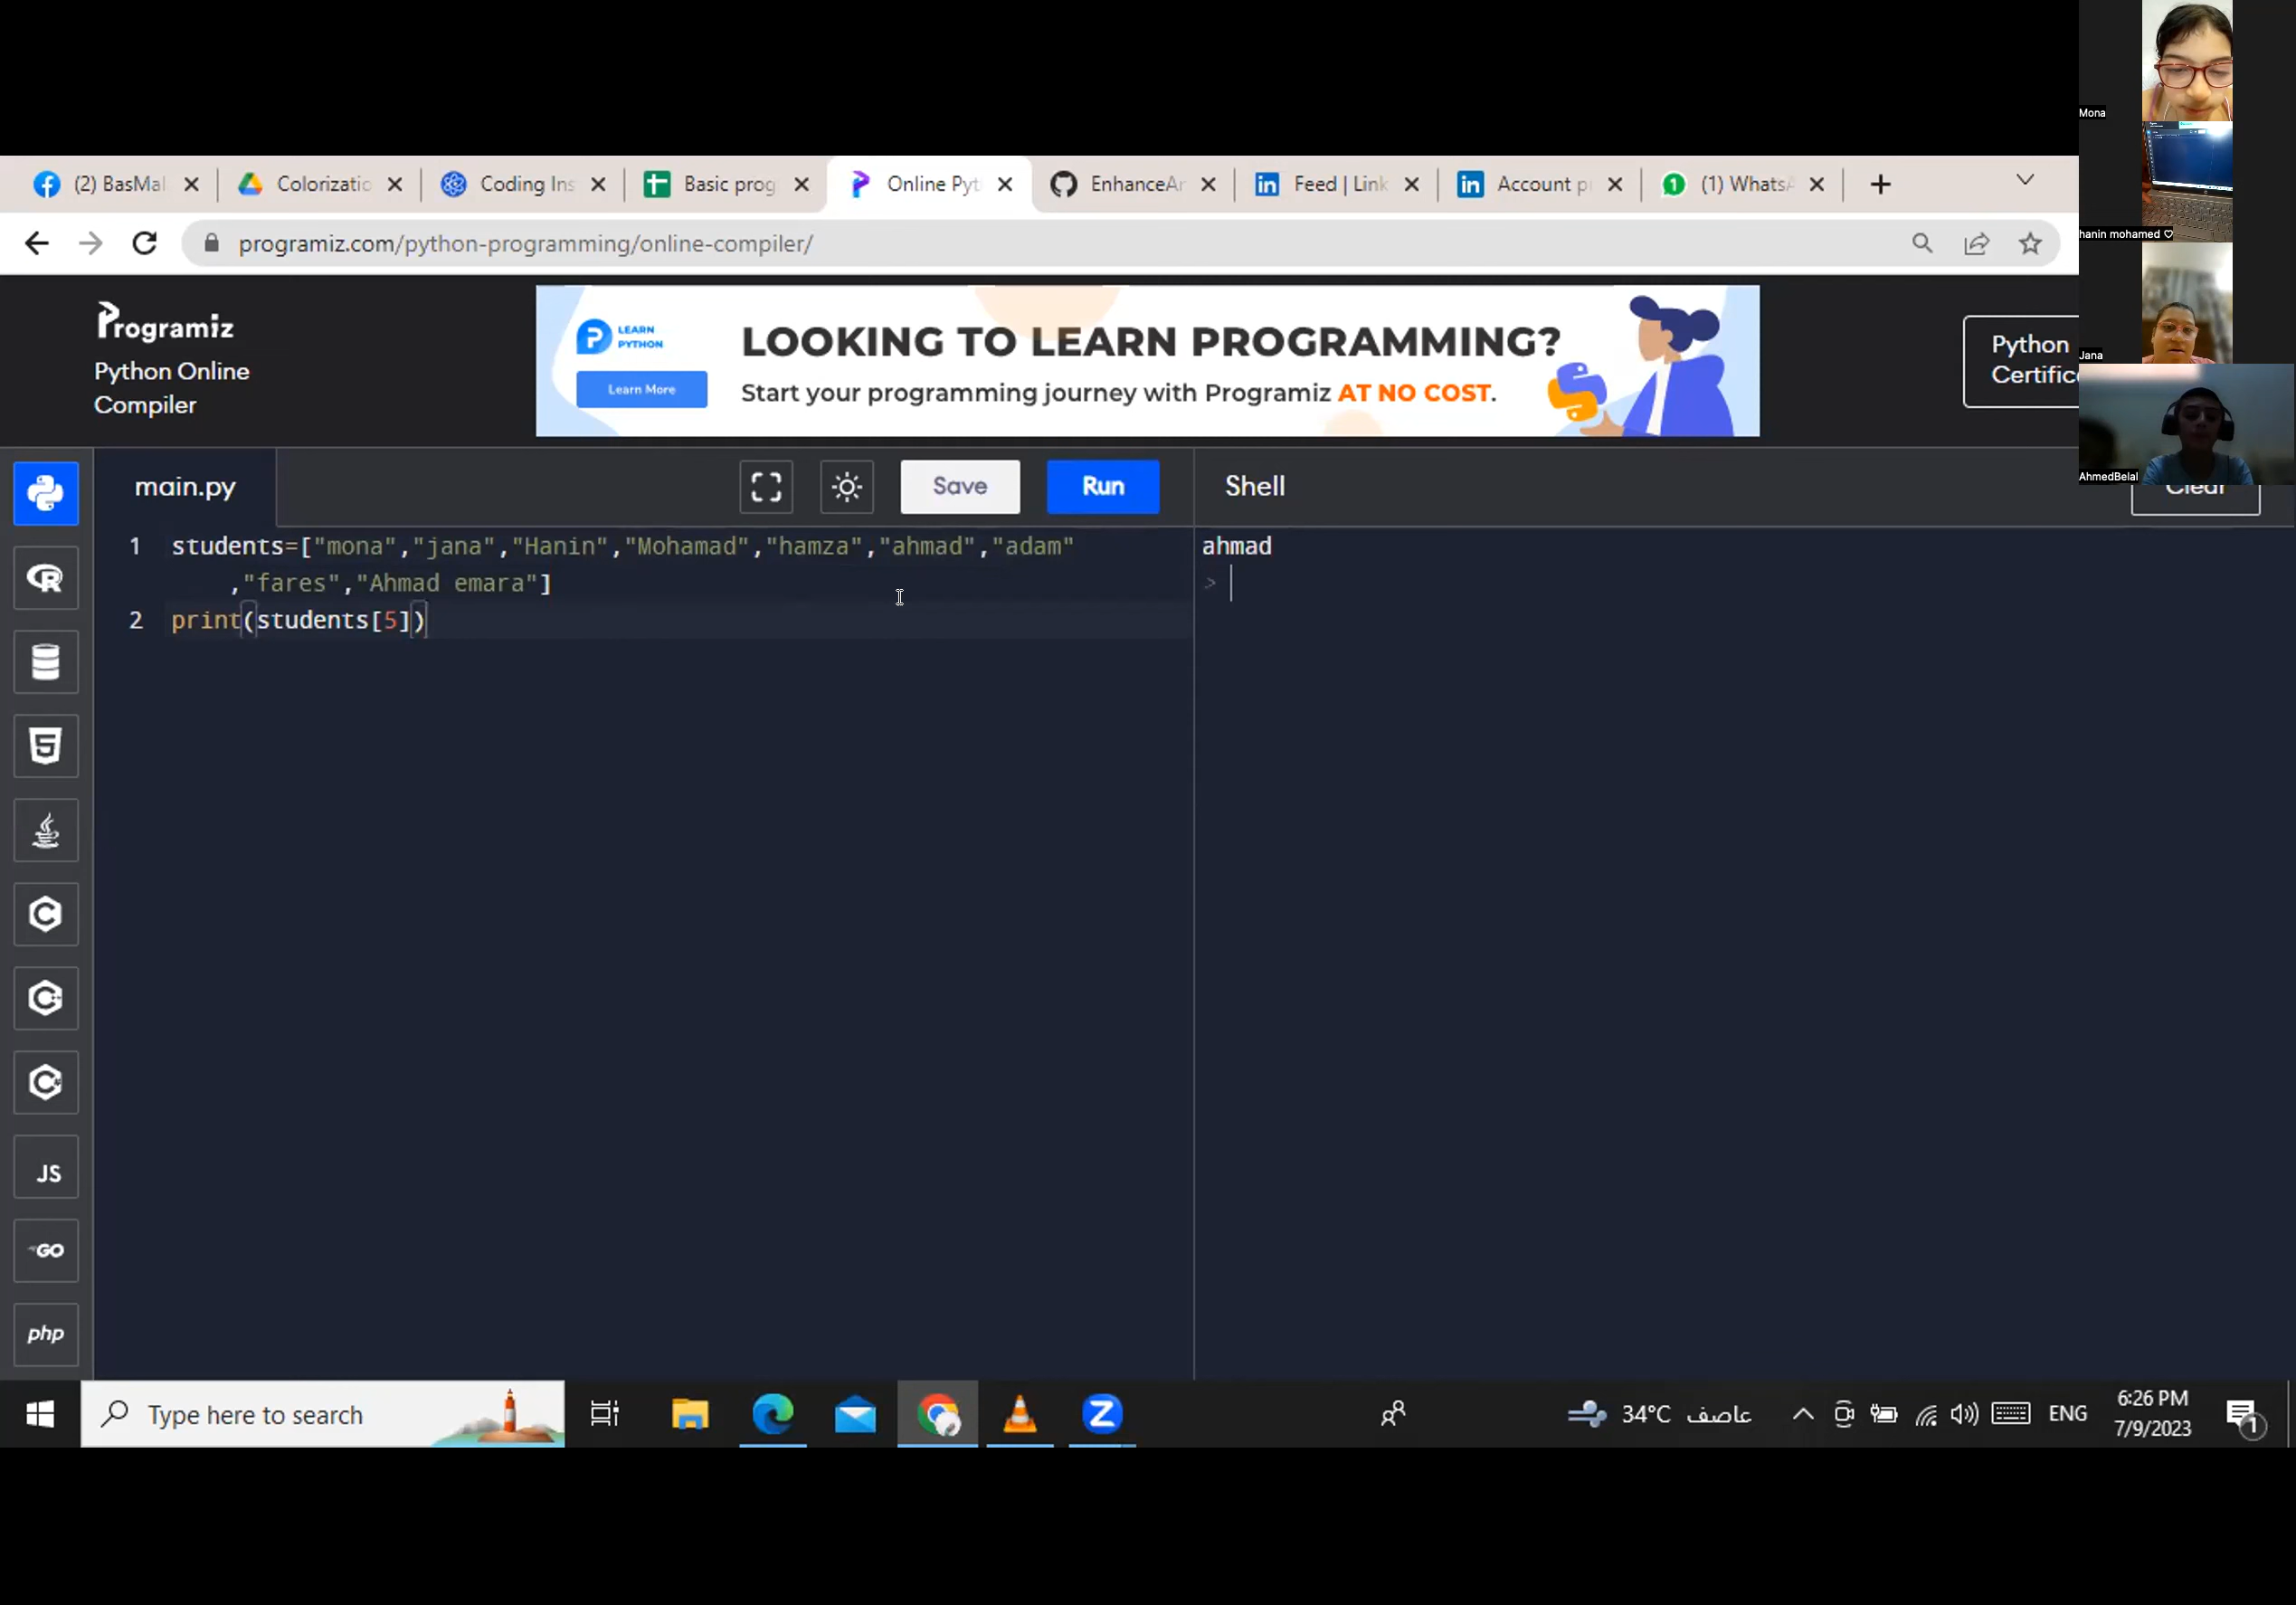 (2) BasMal
Colorizatio
Coding Ins
Basic prog
Online Pyt
EnhanceAr
Feed | Link
Account p
(1) WhatsA
programiz.com/python-programming/online-compiler/
Programiz
Python Online
Compiler
LEARN
PYTHON
Learn More
LOOKING TO LEARN PROGRAMMING?
Start your programming journey with Programiz AT NO COST.
Python
Certific
Mona
hanin mohamed ♡
Jana
AhmedBelal
main.py
Save
Run
Shell
Clear
1 students=["mona","jana","Hanin","Mohamad","hamza","ahmad","adam"
,"fares","Ahmad emara"]
2 print(students[5])
ahmad
>
JS
GO
php
Type here to search
34°C عاصف
ENG
6:26 PM
7/9/2023
1